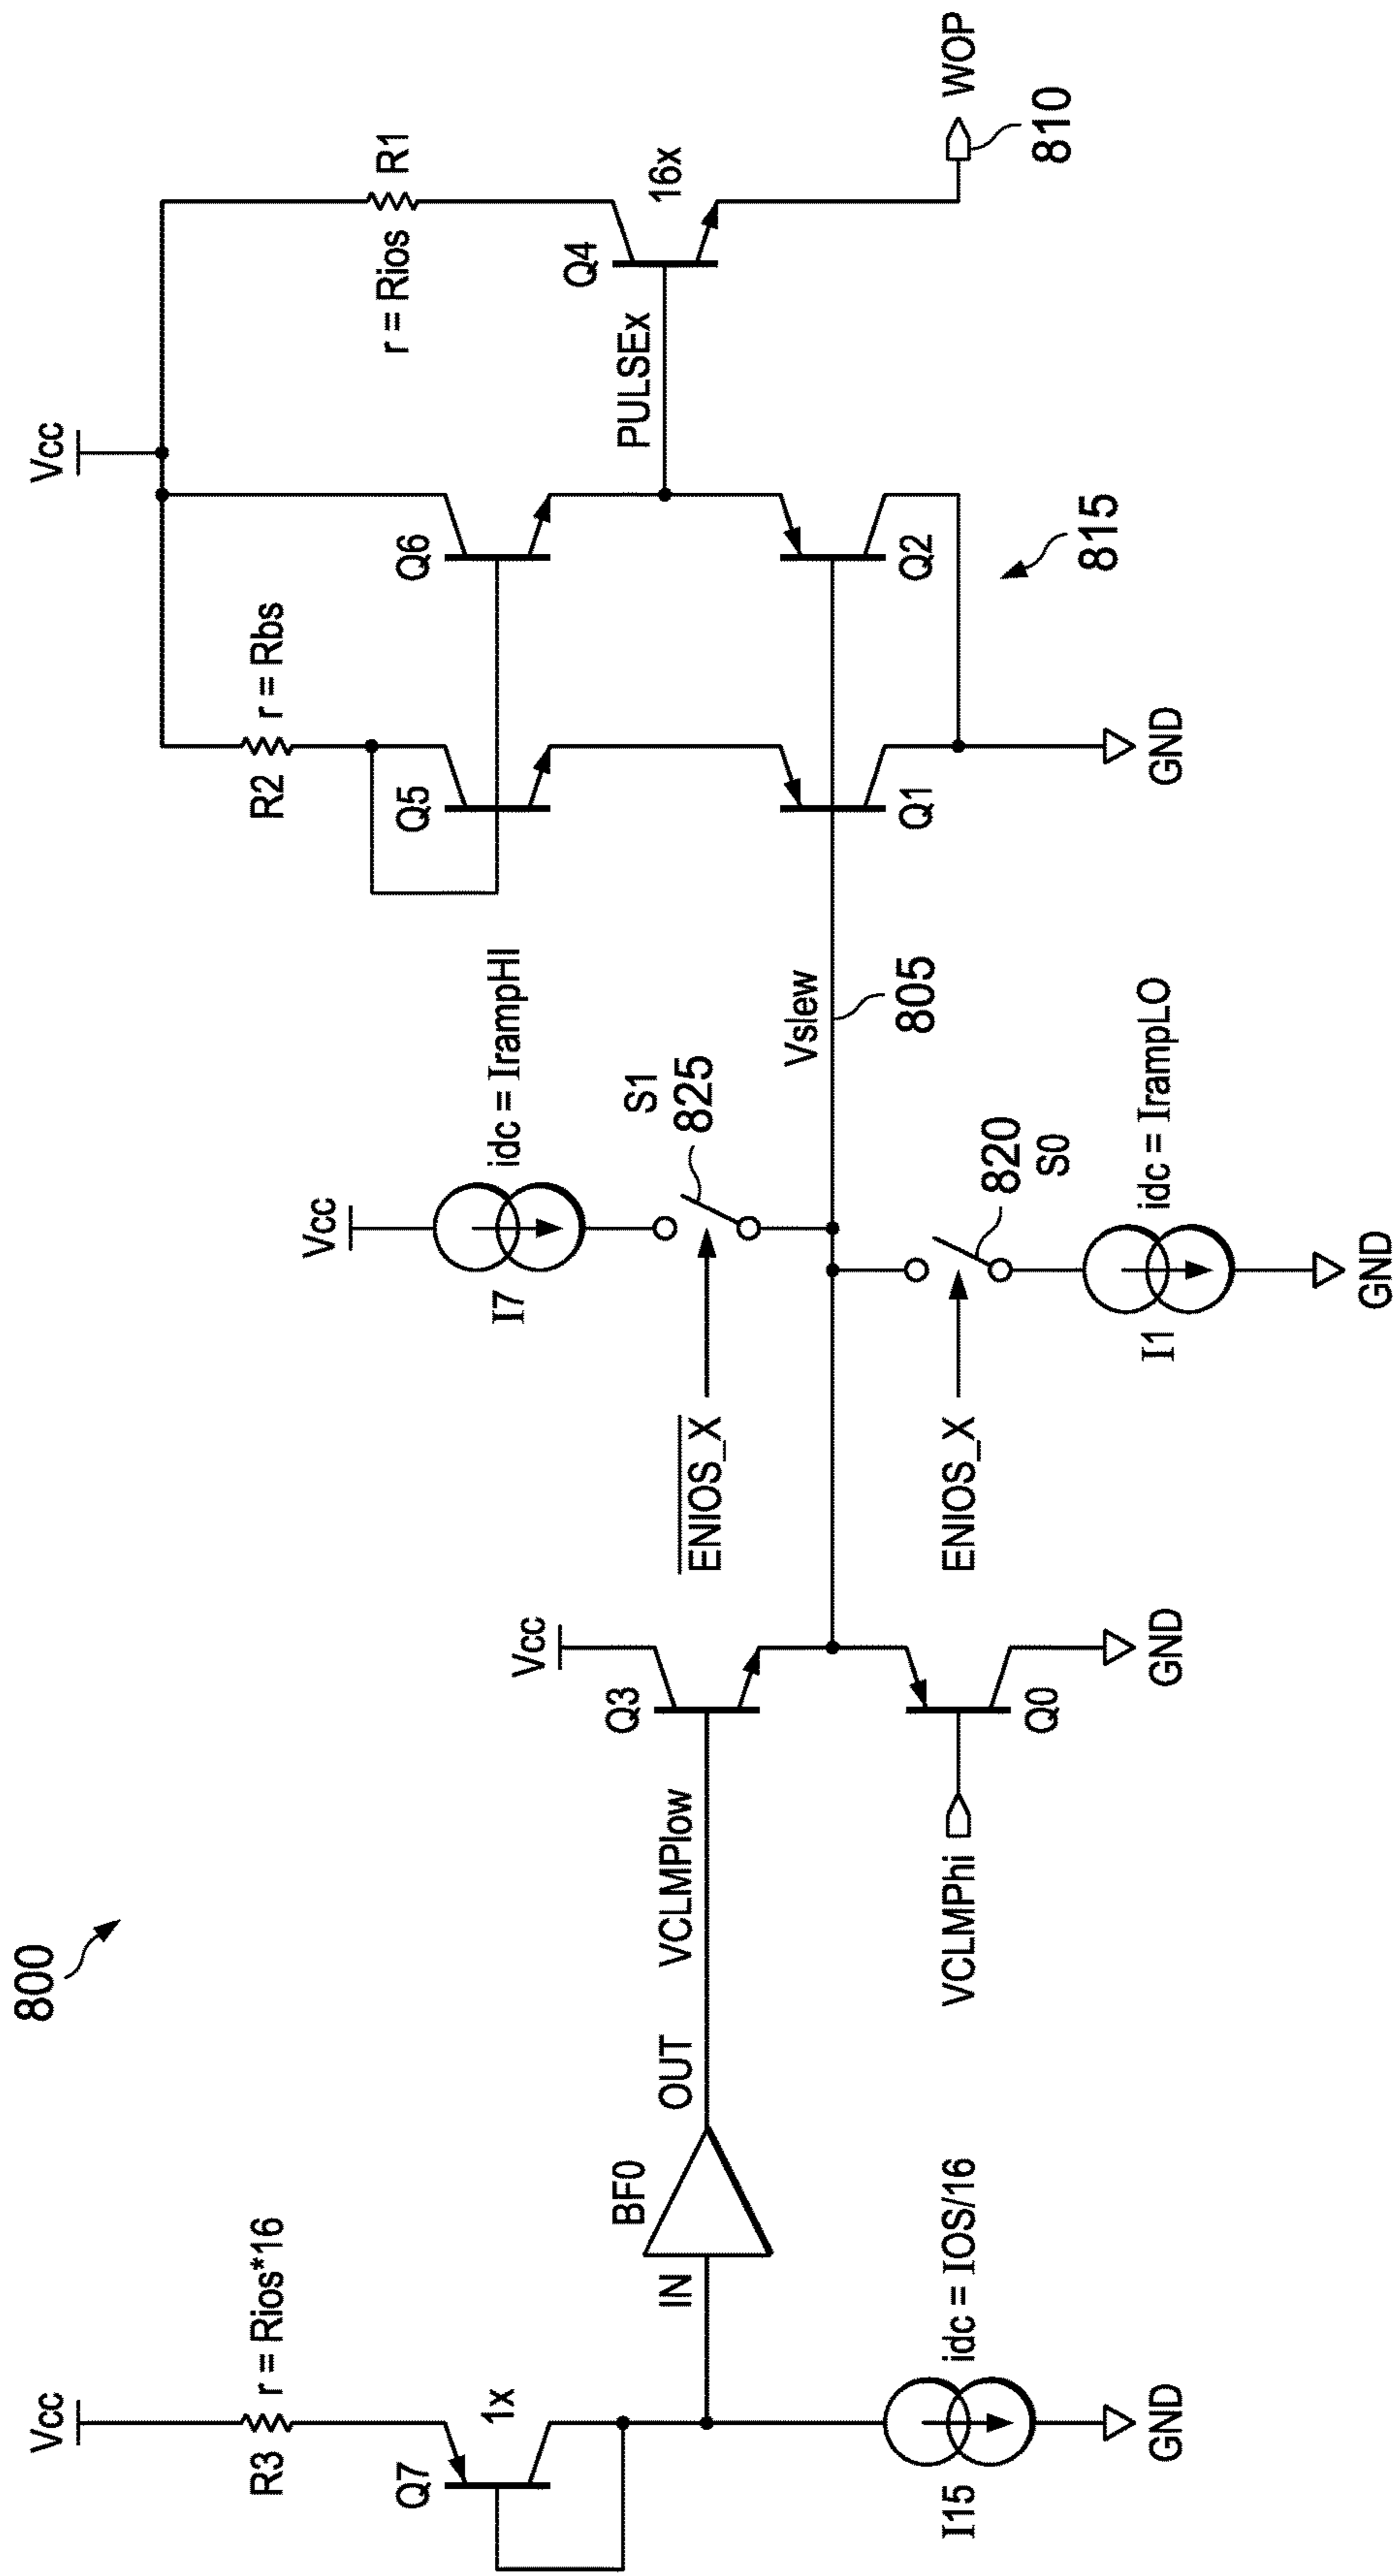 800
Vcc
R3
r = Rios*16
Q7
1x
IN
BF0
OUT
VCLMPlow
I15
idc = IOS/16
GND
Vcc
Q3
VCLMPhi
Q0
GND
Vcc
I7
idc = IrampHI
S1
825
ENIOS_X
ENIOS_X
820
S0
I1
idc = IrampLO
GND
Vslew
805
Vcc
R2
r = Rbs
Q5
Q6
Q1
Q2
GND
815
PULSEx
r = Rios
R1
Q4
16x
WOP
810